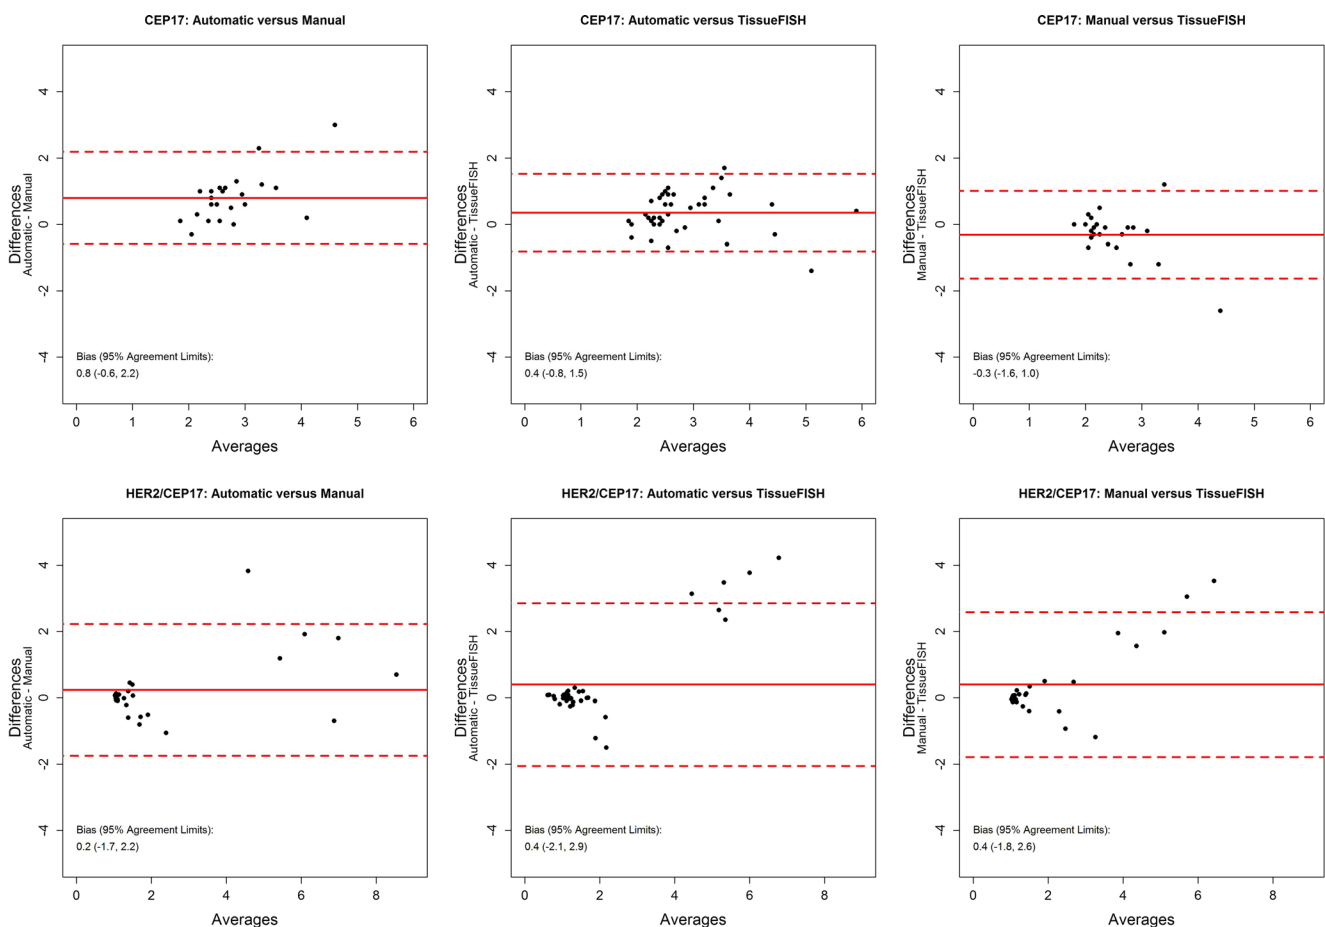 CEP17: Automatic versus Manual
Differences
Automatic - Manual
4
2
0
-2
-4
Bias (95% Agreement Limits):
0.8 (-0.6, 2.2)
0 1 2 3 4 5 6
Averages
CEP17: Automatic versus TissueFISH
Differences
Automatic - TissueFISH
4
2
0
-2
-4
Bias (95% Agreement Limits):
0.4 (-0.8, 1.5)
0 1 2 3 4 5 6
Averages
CEP17: Manual versus TissueFISH
Differences
Manual - TissueFISH
4
2
0
-2
-4
Bias (95% Agreement Limits):
-0.3 (-1.6, 1.0)
0 1 2 3 4 5 6
Averages
HER2/CEP17: Automatic versus Manual
Differences
Automatic - Manual
4
2
0
-2
-4
Bias (95% Agreement Limits):
0.2 (-1.7, 2.2)
0 2 4 6 8
Averages
HER2/CEP17: Automatic versus TissueFISH
Differences
Automatic - TissueFISH
4
2
0
-2
-4
Bias (95% Agreement Limits):
0.4 (-2.1, 2.9)
0 2 4 6 8
Averages
HER2/CEP17: Manual versus TissueFISH
Differences
Manual - TissueFISH
4
2
0
-2
-4
Bias (95% Agreement Limits):
0.4 (-1.8, 2.6)
0 2 4 6 8
Averages